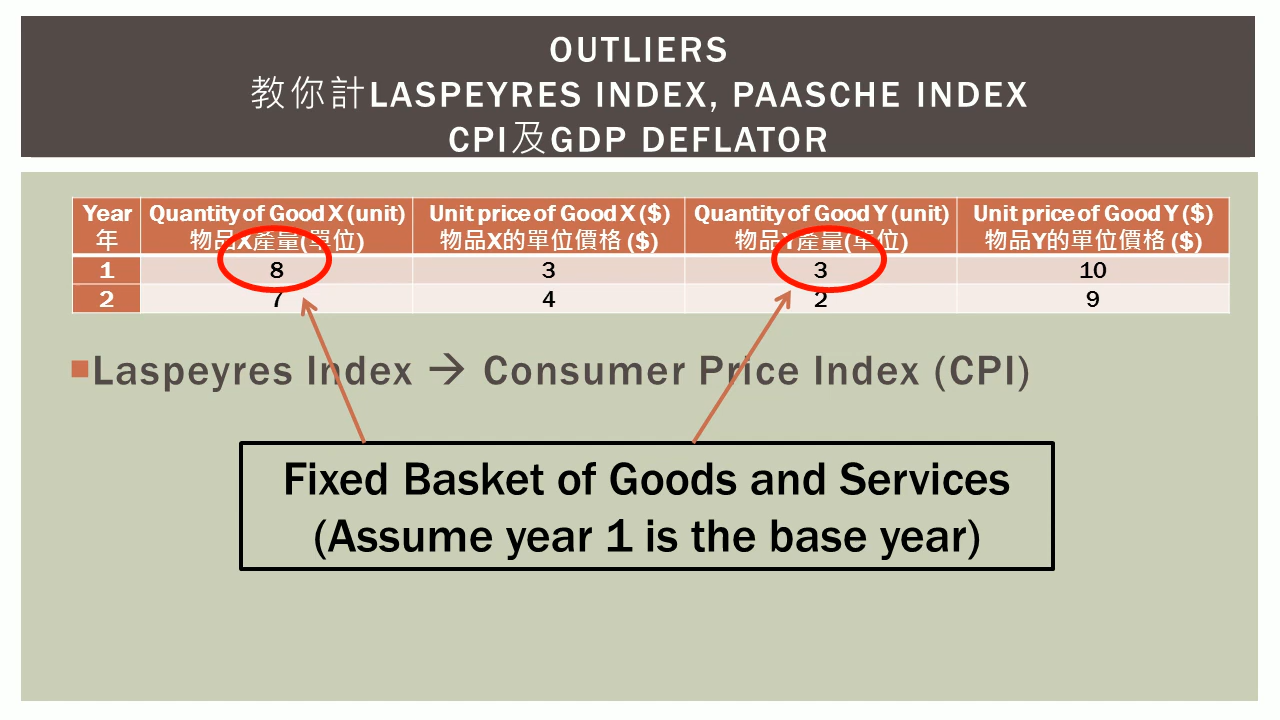 OUTLIERS
教你計LASPEYRES INDEX, PAASCHE INDEX
CPI及GDP DEFLATOR
Year Quantity of Good X (unit) Unit price of Good X ($) Quantity of Good Y (unit) Unit price of Good Y ($)
年 物品X產量(單位) 物品X的單位價格 ($) 物品Y產量(單位) 物品Y的單位價格 ($)
1 8 3 3 10
2 7 4 2 9
Laspeyres Index → Consumer Price Index (CPI)
Fixed Basket of Goods and Services
(Assume year 1 is the base year)